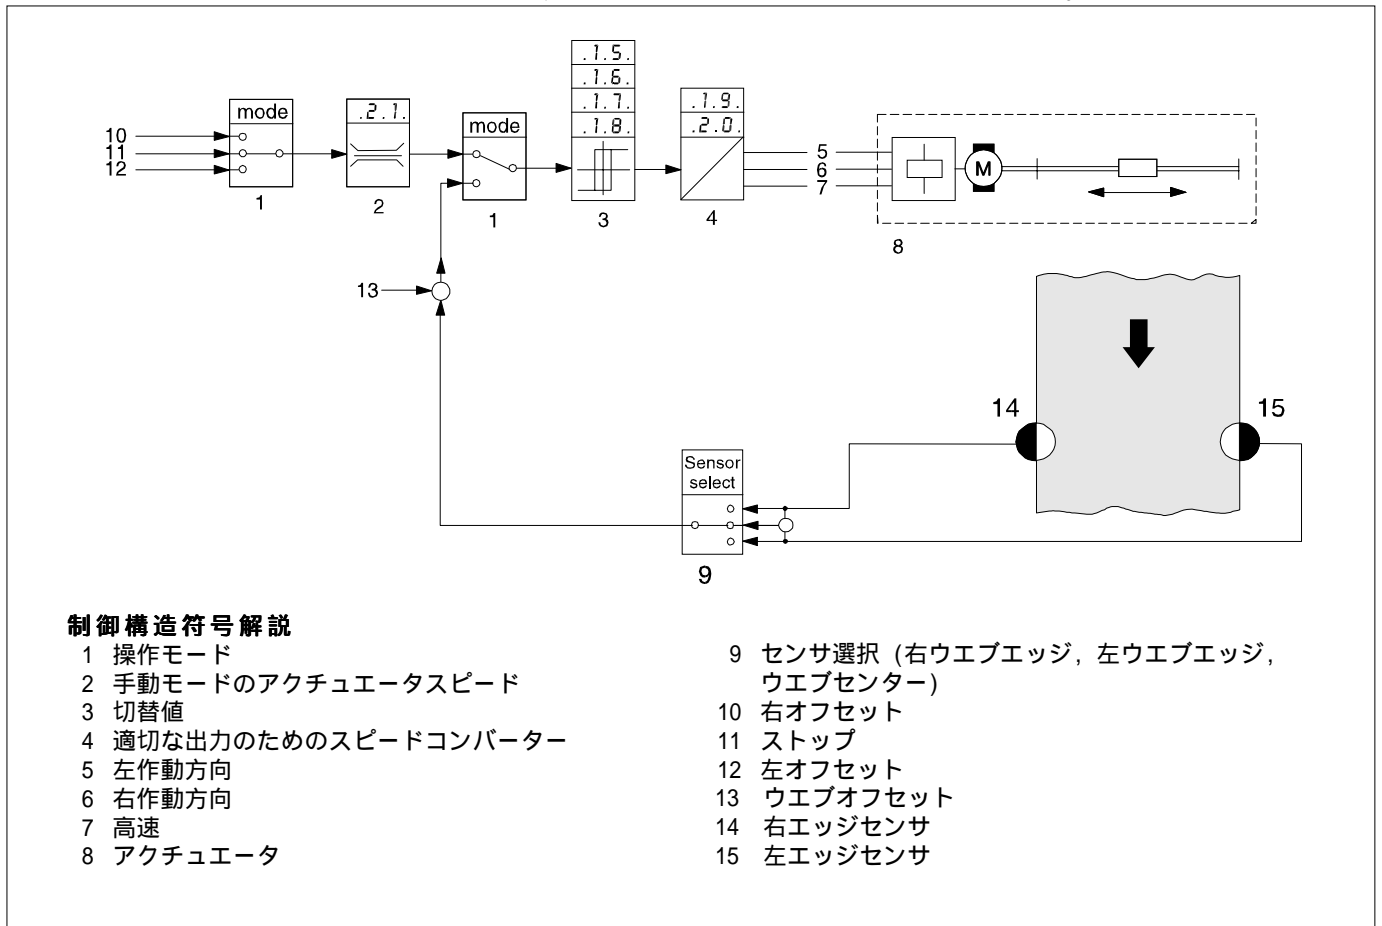 .1.5.
.1.6.
.1.7.
.1.8.
.1.9.
.2.0.
mode
.2.1.
mode
10
11
12
5
6
7
M
1
2
1
3
4
8
13
14
15
Sensor
select
9
制御構造符号解説
1 操作モード
2 手動モードのアクチュエータスピード
3 切替値
4 適切な出力のためのスピードコンバーター
5 左作動方向
6 右作動方向
7 高速
8 アクチュエータ
9 センサ選択 (右ウエブエッジ, 左ウエブエッジ,
ウエブセンター)
10 右オフセット
11 ストップ
12 左オフセット
13 ウエブオフセット
14 右エッジセンサ
15 左エッジセンサ